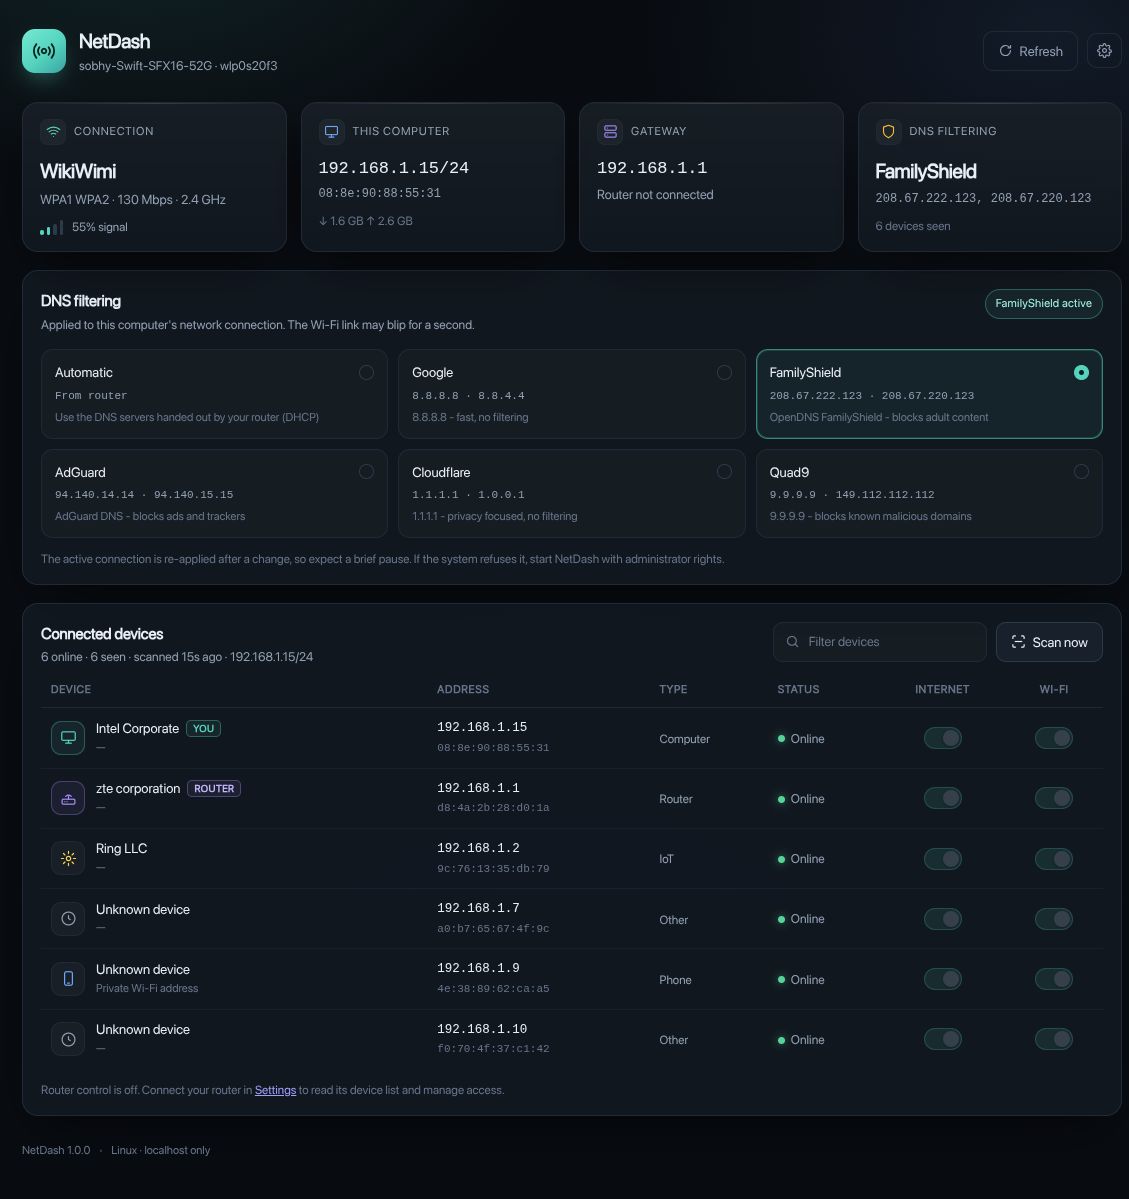 NetDash
sobhy-Swift-SFX16-52G · wlp0s20f3
Refresh
CONNECTION
WikiWimi
WPA1 WPA2 · 130 Mbps · 2.4 GHz
55% signal
THIS COMPUTER
192.168.1.15/24
08:8e:90:88:55:31
↓ 1.6 GB ↑ 2.6 GB
GATEWAY
192.168.1.1
Router not connected
DNS FILTERING
FamilyShield
208.67.222.123, 208.67.220.123
6 devices seen
DNS filtering
FamilyShield active
Applied to this computer's network connection. The Wi-Fi link may blip for a second.
Automatic
From router
Use the DNS servers handed out by your router (DHCP)
Google
8.8.8.8 · 8.8.4.4
8.8.8.8 - fast, no filtering
FamilyShield
208.67.222.123 · 208.67.220.123
OpenDNS FamilyShield - blocks adult content
AdGuard
94.140.14.14 · 94.140.15.15
AdGuard DNS - blocks ads and trackers
Cloudflare
1.1.1.1 · 1.0.0.1
1.1.1.1 - privacy focused, no filtering
Quad9
9.9.9.9 · 149.112.112.112
9.9.9.9 - blocks known malicious domains
The active connection is re-applied after a change, so expect a brief pause. If the system refuses it, start NetDash with administrator rights.
Connected devices
6 online · 6 seen · scanned 15s ago · 192.168.1.15/24
Filter devices
Scan now
DEVICE ADDRESS TYPE STATUS INTERNET WI-FI
Intel Corporate YOU 192.168.1.15 Computer Online
— 08:8e:90:88:55:31
zte corporation ROUTER 192.168.1.1 Router Online
— d8:4a:2b:28:d0:1a
Ring LLC 192.168.1.2 IoT Online
— 9c:76:13:35:db:79
Unknown device 192.168.1.7 Other Online
— a0:b7:65:67:4f:9c
Unknown device 192.168.1.9 Phone Online
Private Wi-Fi address 4e:38:89:62:ca:a5
Unknown device 192.168.1.10 Other Online
— f0:70:4f:37:c1:42
Router control is off. Connect your router in Settings to read its device list and manage access.
NetDash 1.0.0 · Linux · localhost only